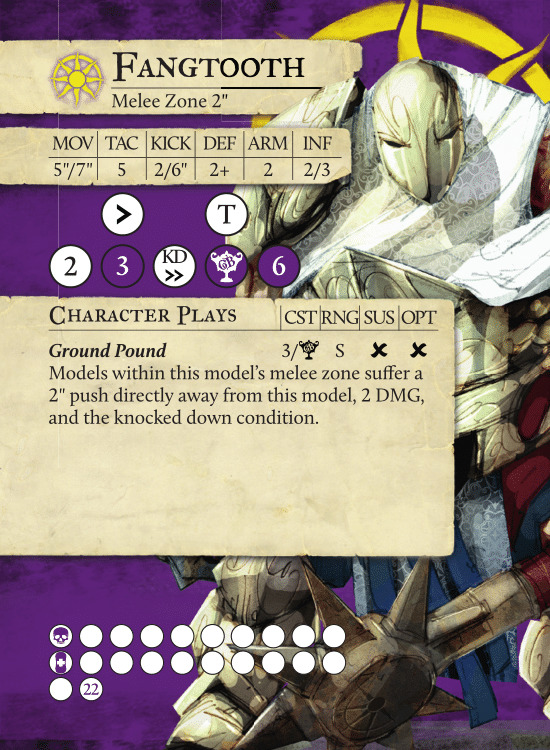 Fangtooth
Melee Zone 2"
MOV TAC KICK DEF ARM INF
5"/7" 5 2/6" 2+ 2 2/3
> T
2 3 KD >> GB 6
Character Plays CST RNG SUS OPT
Ground Pound 3/GB S ✘ ✘
Models within this model's melee zone suffer a
2" push directly away from this model, 2 DMG,
and the knocked down condition.
22